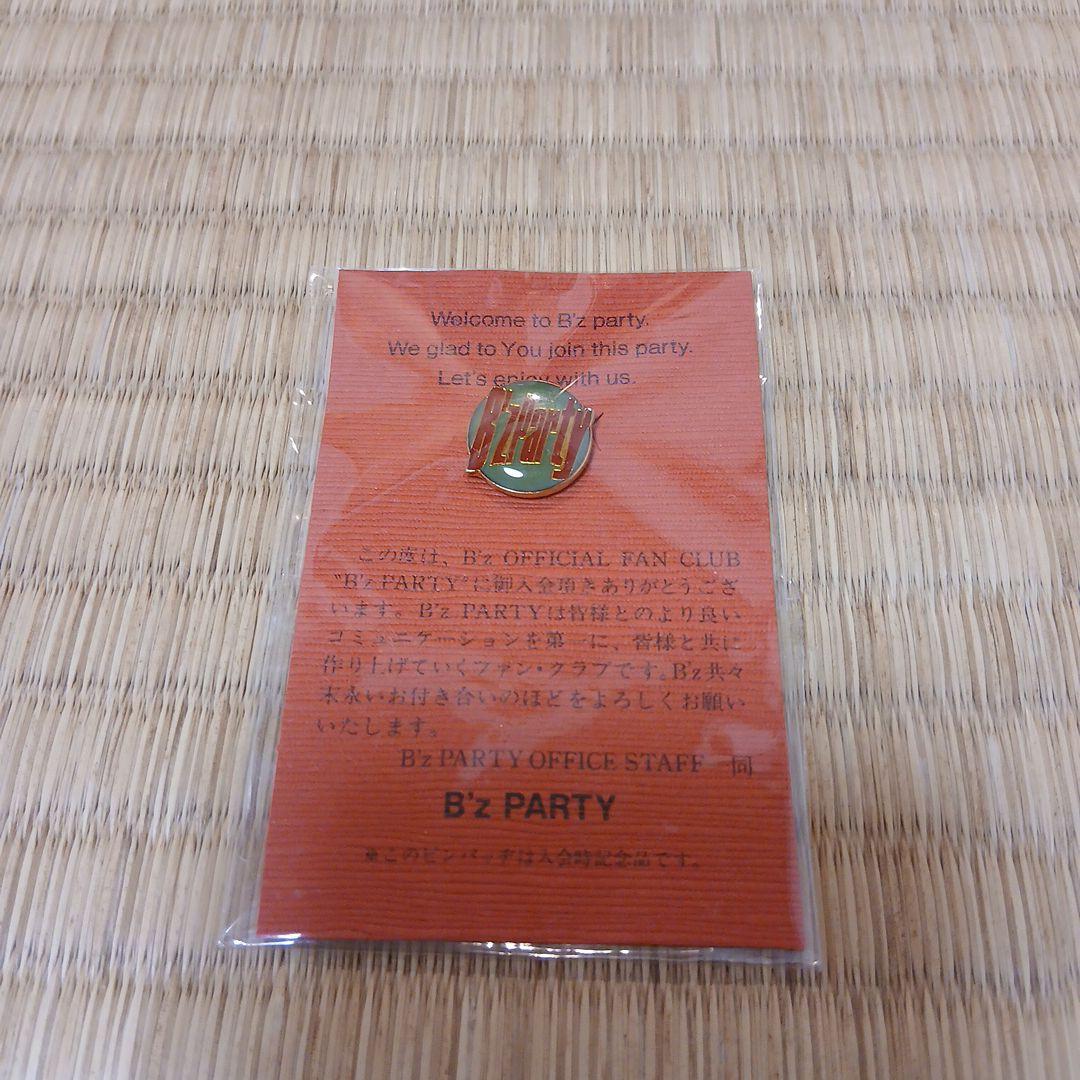 Welcome to B'z party.
We glad to You join this party.
Let's enjoy with us.
B'z Party
この度は、B'z OFFICIAL FAN CLUB
"B'z PARTY"に御入会頂きありがとうござ
います。B'z PARTYは皆様とのより良い
コミュニケーションを第一に、皆様と共に
作り上げていくファン・クラブです。B'z共々
末永いお付き合いのほどをよろしくお願い
いたします。
B'z PARTY OFFICE STAFF 一同
B'z PARTY
※このピンバッヂは入会時記念品です。